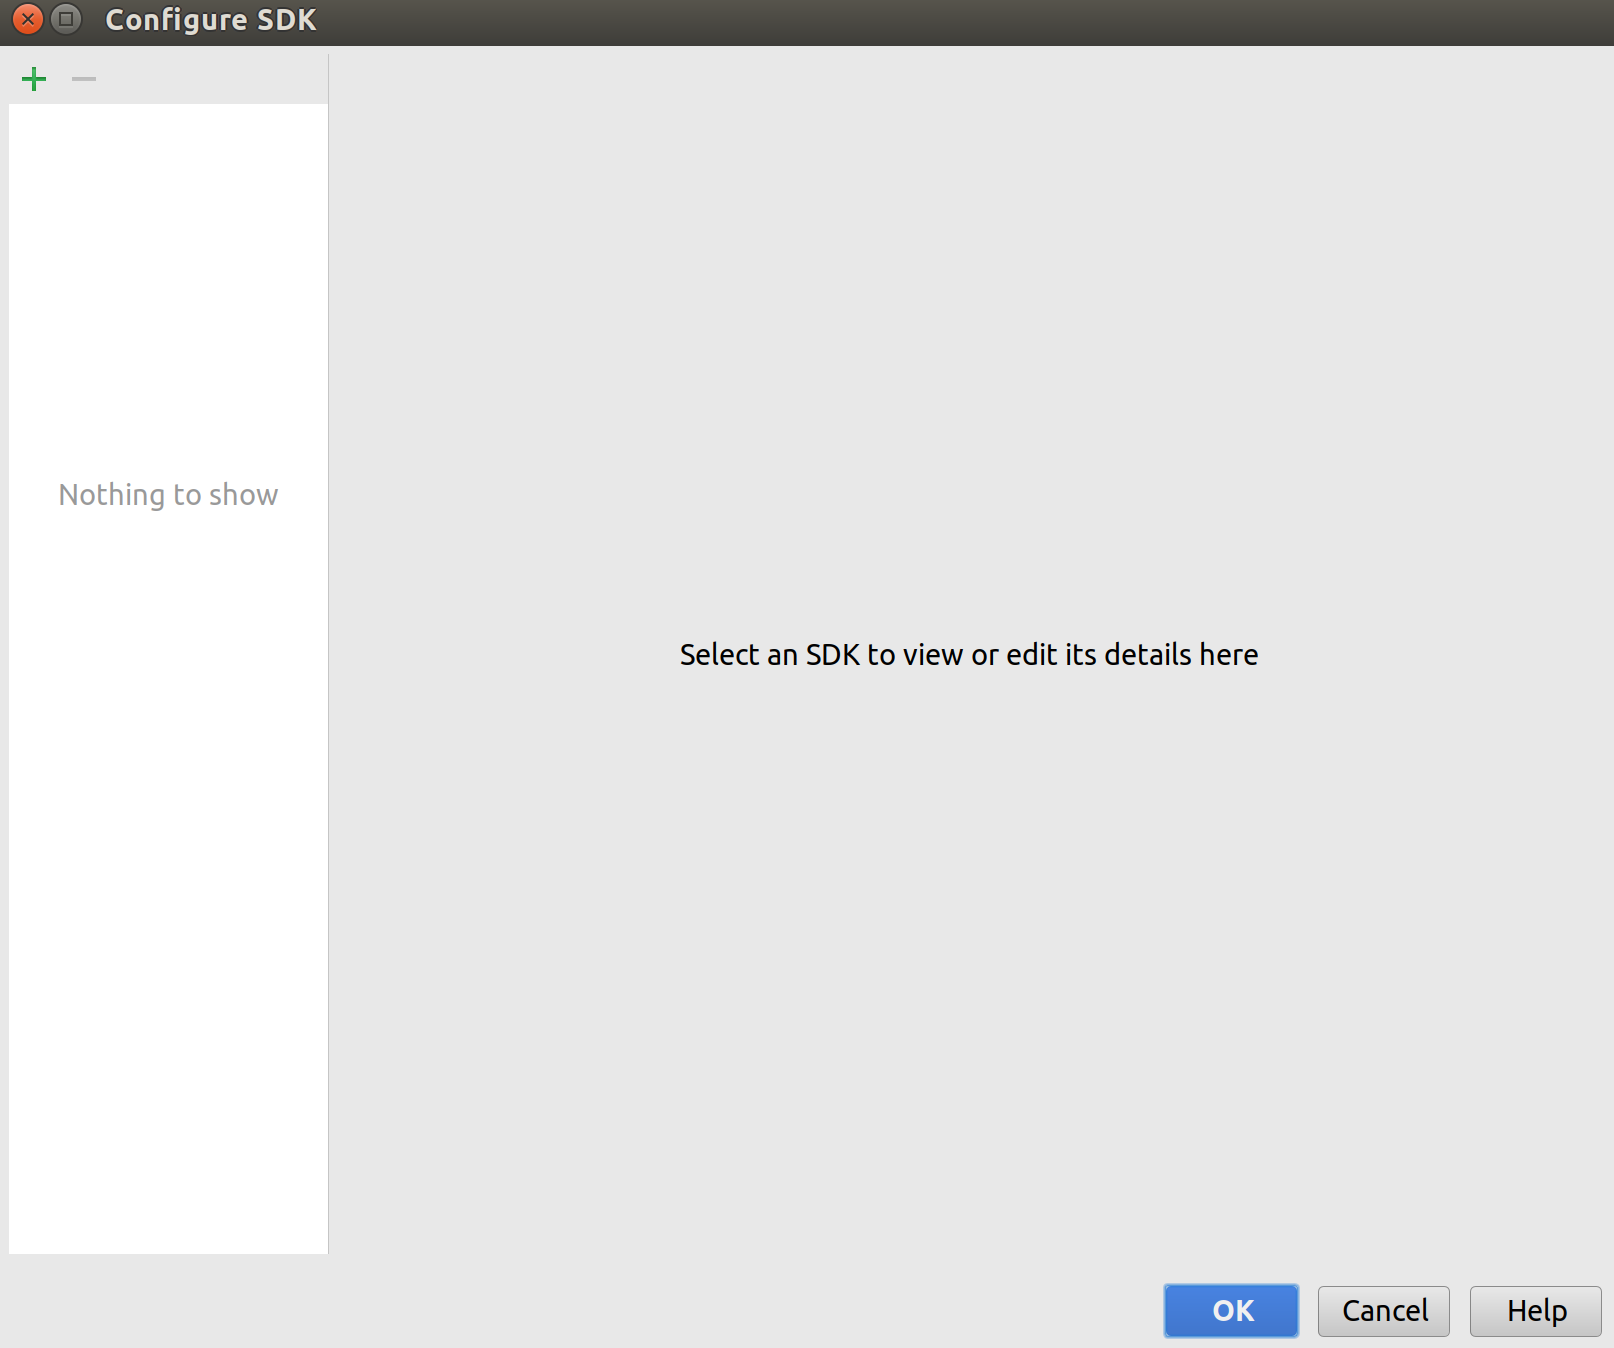 Configure SDK
Nothing to show
Select an SDK to view or edit its details here
OK
Cancel
Help